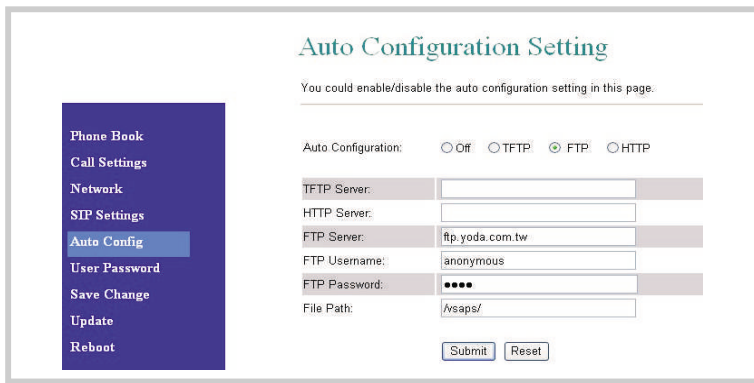 Auto Configuration Setting
You could enable/disable the auto configuration setting in this page.
Phone Book
Call Settings
Network
SIP Settings
Auto Config
User Password
Save Change
Update
Reboot
Auto Configuration: Off TFTP FTP HTTP
TFTP Server:
HTTP Server:
FTP Server: ftp.yoda.com.tw
FTP Username: anonymous
FTP Password: ●●●●
File Path: /vsaps/
Submit Reset